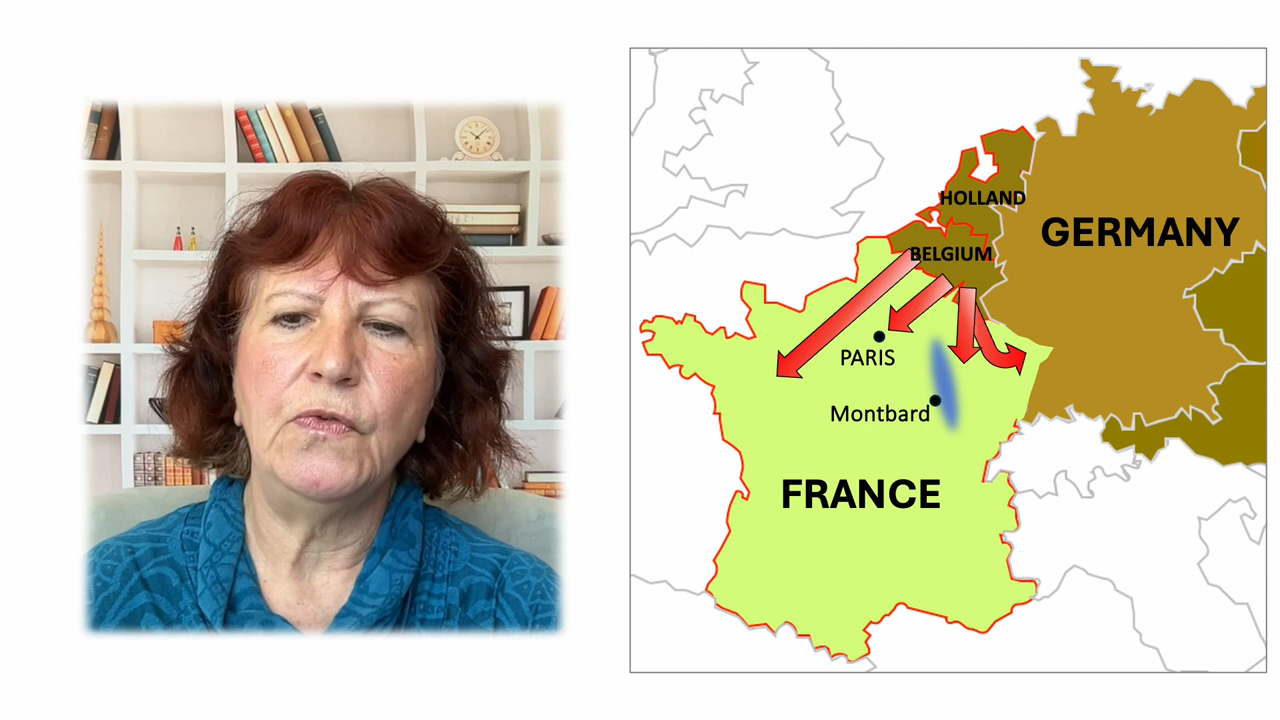 HOLLAND
GERMANY
BELGIUM
PARIS
Montbard
FRANCE